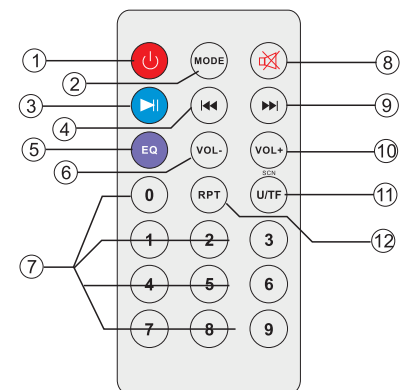 1 MODE 8
2
3 9
4
5 EQ VOL- VOL+ 10
6 SCN
0 RPT U/TF 11
12
1 2 3
7
4 5 6
7 8 9